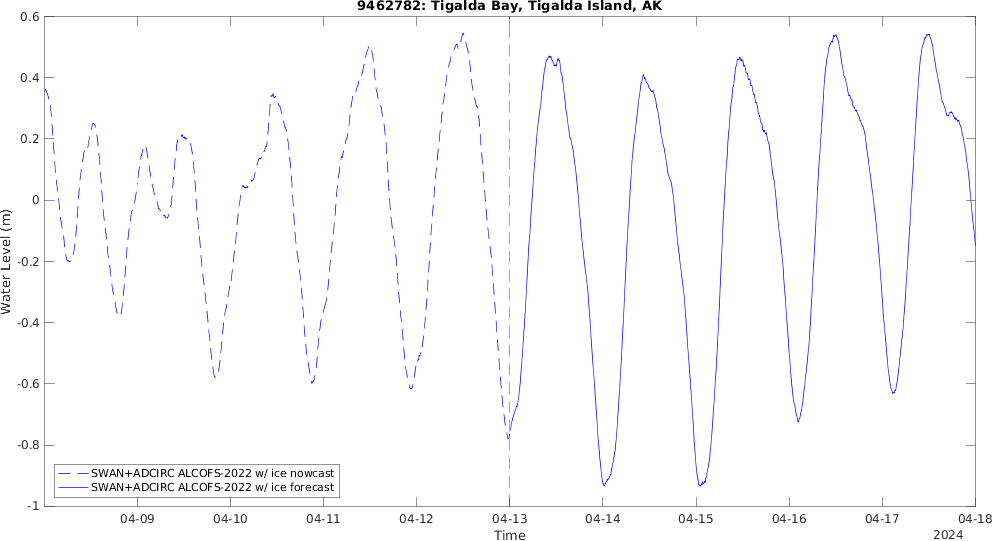 9462782: Tigalda Bay, Tigalda Island, AK
0.6
0.4
0.2
0
-0.2
-0.4
-0.6
-0.8
-1
Water Level (m)
SWAN+ADCIRC ALCOFS-2022 w/ ice nowcast
SWAN+ADCIRC ALCOFS-2022 w/ ice forecast
04-09 04-10 04-11 04-12 04-13 04-14 04-15 04-16 04-17 04-18
Time
2024